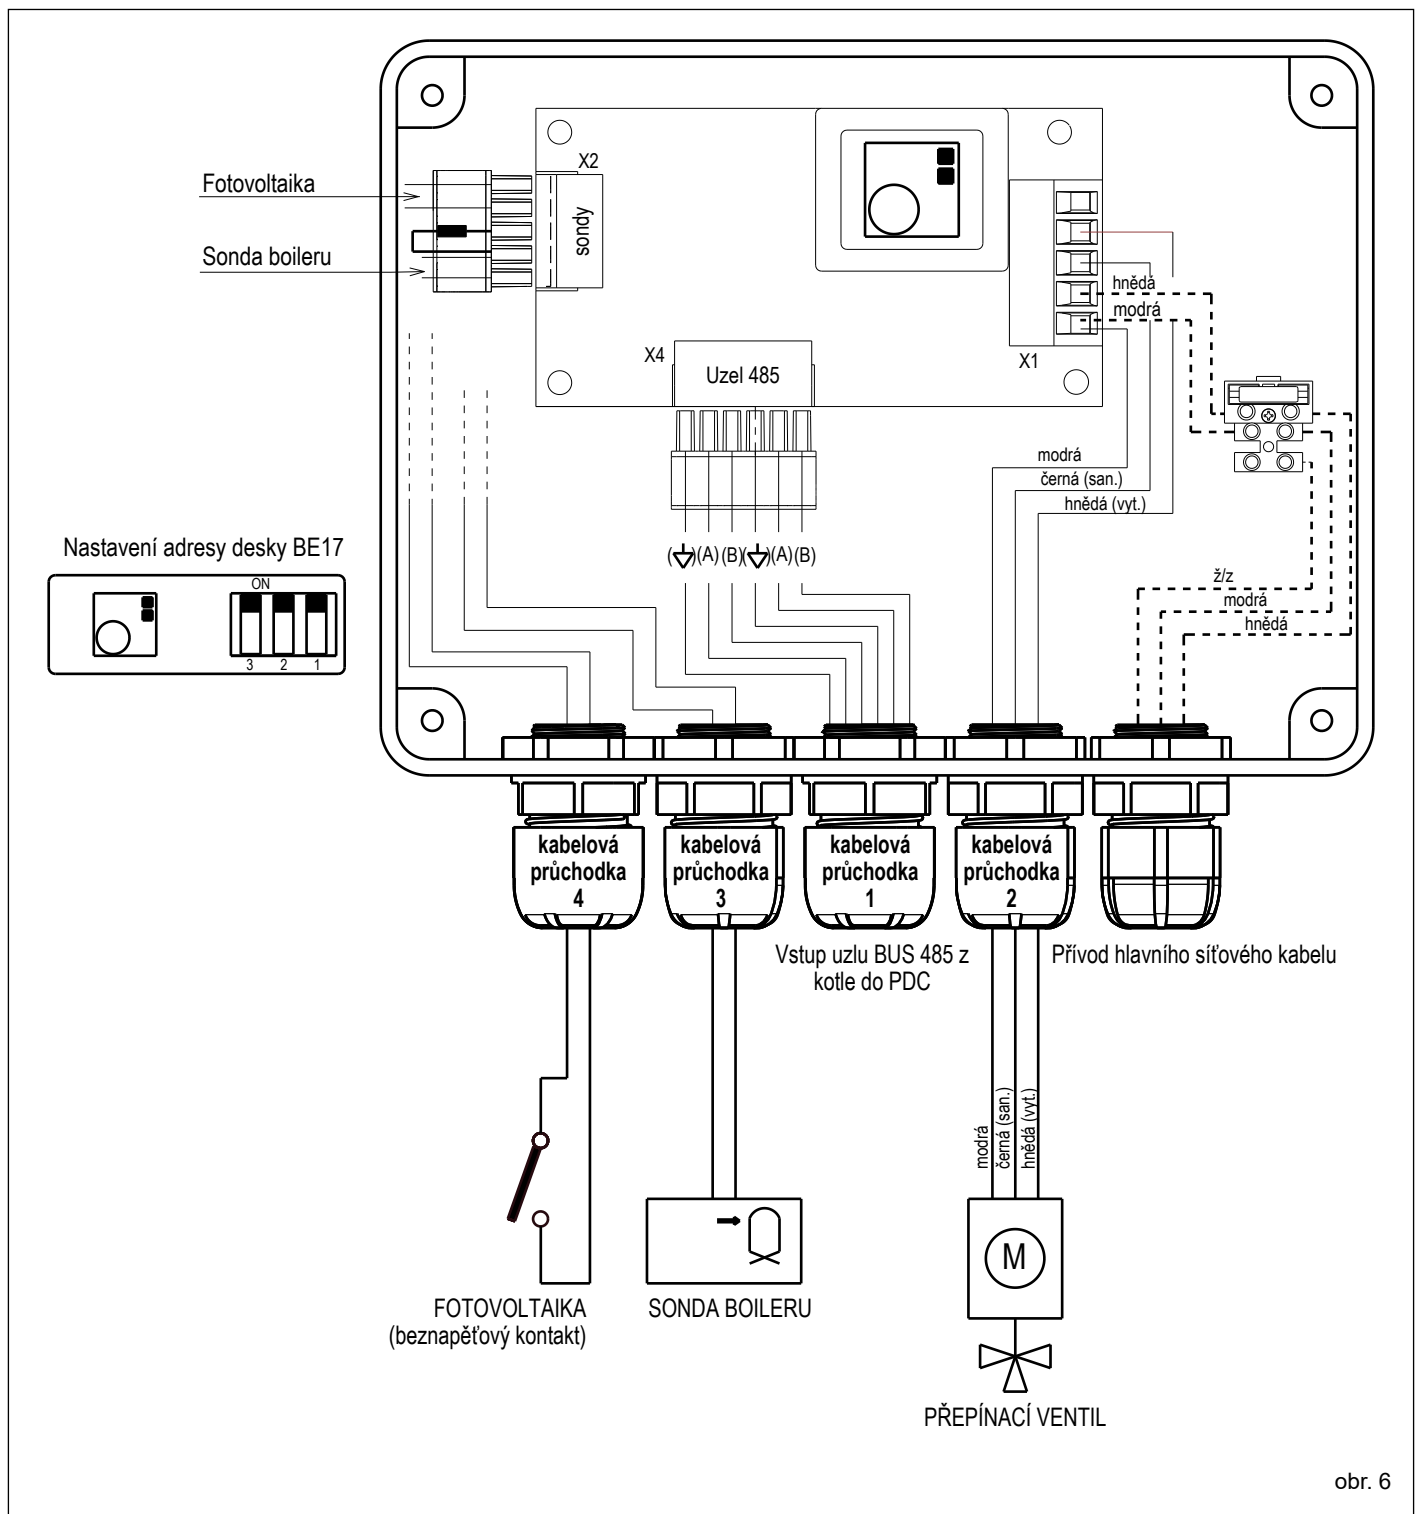 X2
Fotovoltaika
sondy
Sonda boileru
hnědá
modrá
X4
Uzel 485
X1
modrá
černá (san.)
hnědá (vyt.)
Nastavení adresy desky BE17
( ) (A) (B) ( ) (A) (B)
ON
3 2 1
ž/z
modrá
hnědá
kabelová
průchodka
4
kabelová
průchodka
3
kabelová
průchodka
1
kabelová
průchodka
2
Vstup uzlu BUS 485 z
kotle do PDC
Přívod hlavního síťového kabelu
modrá
černá (san.)
hnědá (vyt.)
M
FOTOVOLTAIKA
(beznapěťový kontakt)
SONDA BOILERU
PŘEPÍNACÍ VENTIL
obr. 6